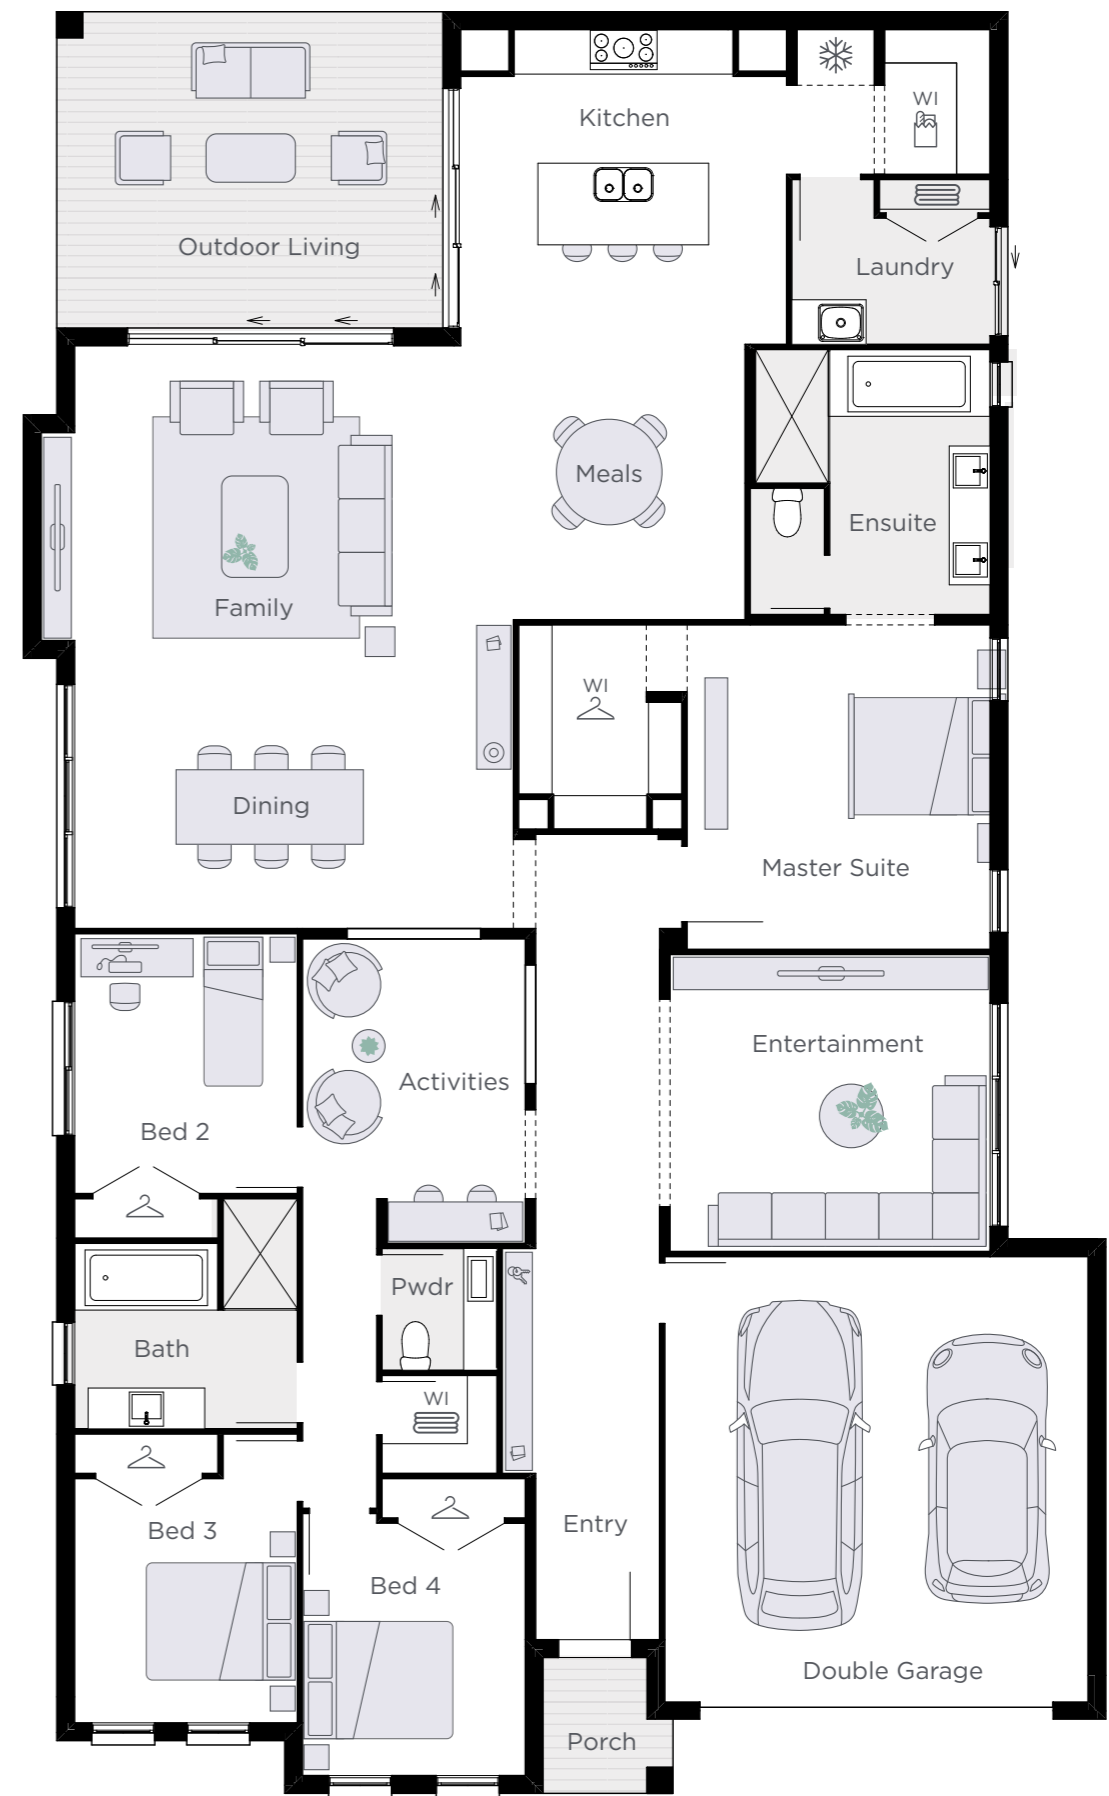 Kitchen
WI
Outdoor Living
Laundry
Meals
Ensuite
Family
WI
Dining
Master Suite
Entertainment
Activities
Bed 2
Pwdr
Bath
WI
Entry
Bed 3
Bed 4
Double Garage
Porch